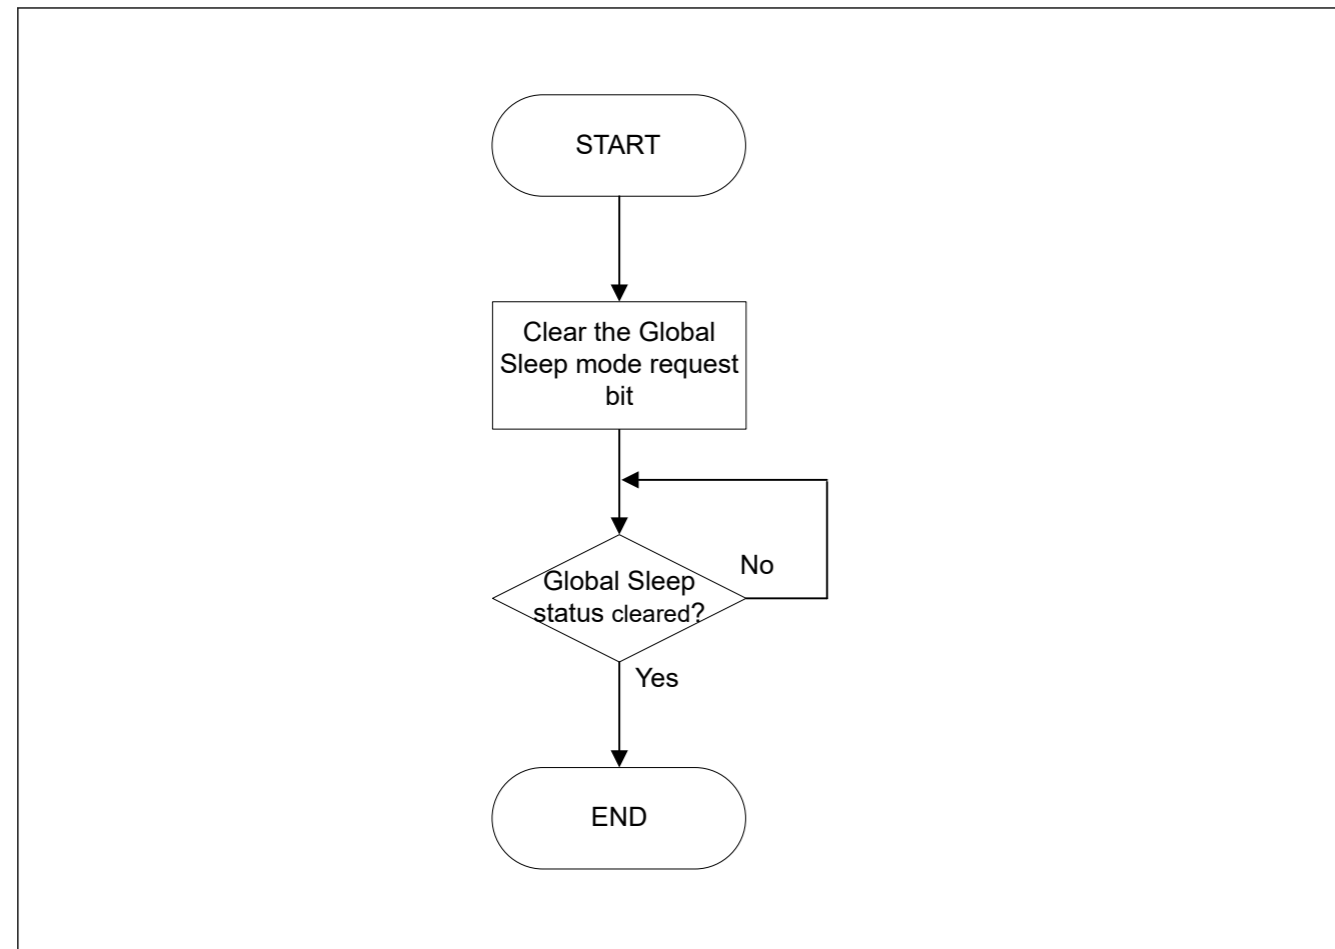 START
Clear the Global
Sleep mode request
bit
No
Global Sleep
status cleared?
Yes
END